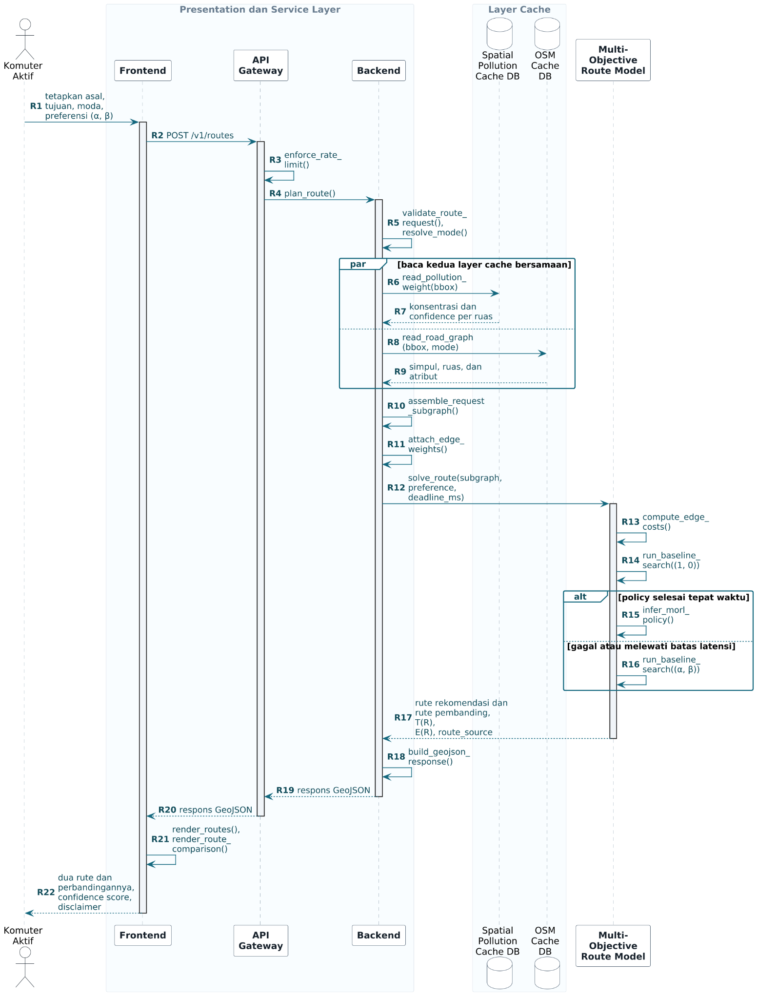 Presentation dan Service Layer
Layer Cache
Komuter
Aktif
Frontend
API
Gateway
Backend
Spatial
Pollution
Cache DB
OSM
Cache
DB
Multi-
Objective
Route Model
R1 tetapkan asal,
tujuan, moda,
preferensi (α, β)
R2 POST /v1/routes
R3 enforce_rate_
limit()
R4 plan_route()
R5 validate_route_
request(),
resolve_mode()
par [baca kedua layer cache bersamaan]
R6 read_pollution_
weight(bbox)
R7 konsentrasi dan
confidence per ruas
R8 read_road_graph
(bbox, mode)
R9 simpul, ruas, dan
atribut
R10 assemble_request
_subgraph()
R11 attach_edge_
weights()
R12 solve_route(subgraph,
preference,
deadline_ms)
R13 compute_edge_
costs()
R14 run_baseline_
search((1, 0))
alt [policy selesai tepat waktu]
R15 infer_morl_
policy()
[gagal atau melewati batas latensi]
R16 run_baseline_
search((α, β))
R17 rute rekomendasi dan
rute pembanding,
T(R),
E(R), route_source
R18 build_geojson_
response()
R19 respons GeoJSON
R20 respons GeoJSON
R21 render_routes(),
render_route_
comparison()
R22 dua rute dan
perbandingannya,
confidence score,
disclaimer
Komuter
Aktif
Frontend
API
Gateway
Backend
Spatial
Pollution
Cache DB
OSM
Cache
DB
Multi-
Objective
Route Model